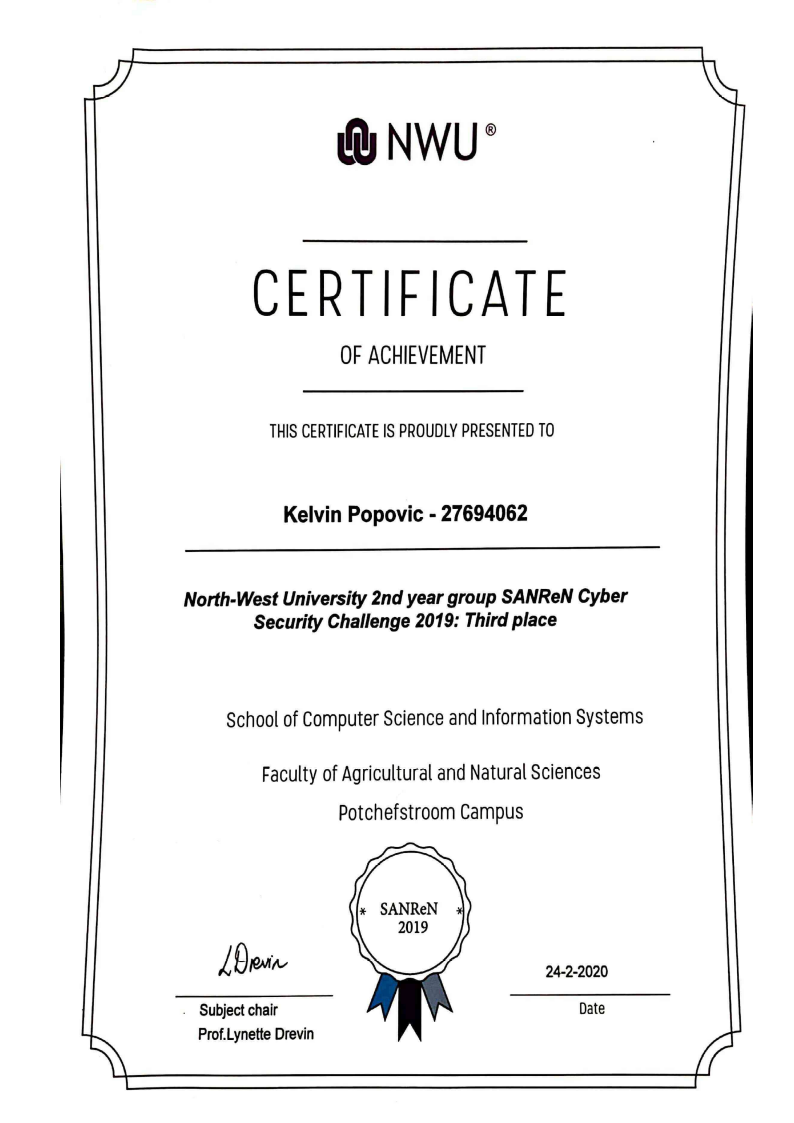 NWU®
CERTIFICATE
OF ACHIEVEMENT
THIS CERTIFICATE IS PROUDLY PRESENTED TO
Kelvin Popovic - 27694062
North-West University 2nd year group SANReN Cyber
Security Challenge 2019: Third place
School of Computer Science and Information Systems
Faculty of Agricultural and Natural Sciences
Potchefstroom Campus
* SANReN *
2019
L Drevin
24-2-2020
Subject chair
Date
Prof.Lynette Drevin